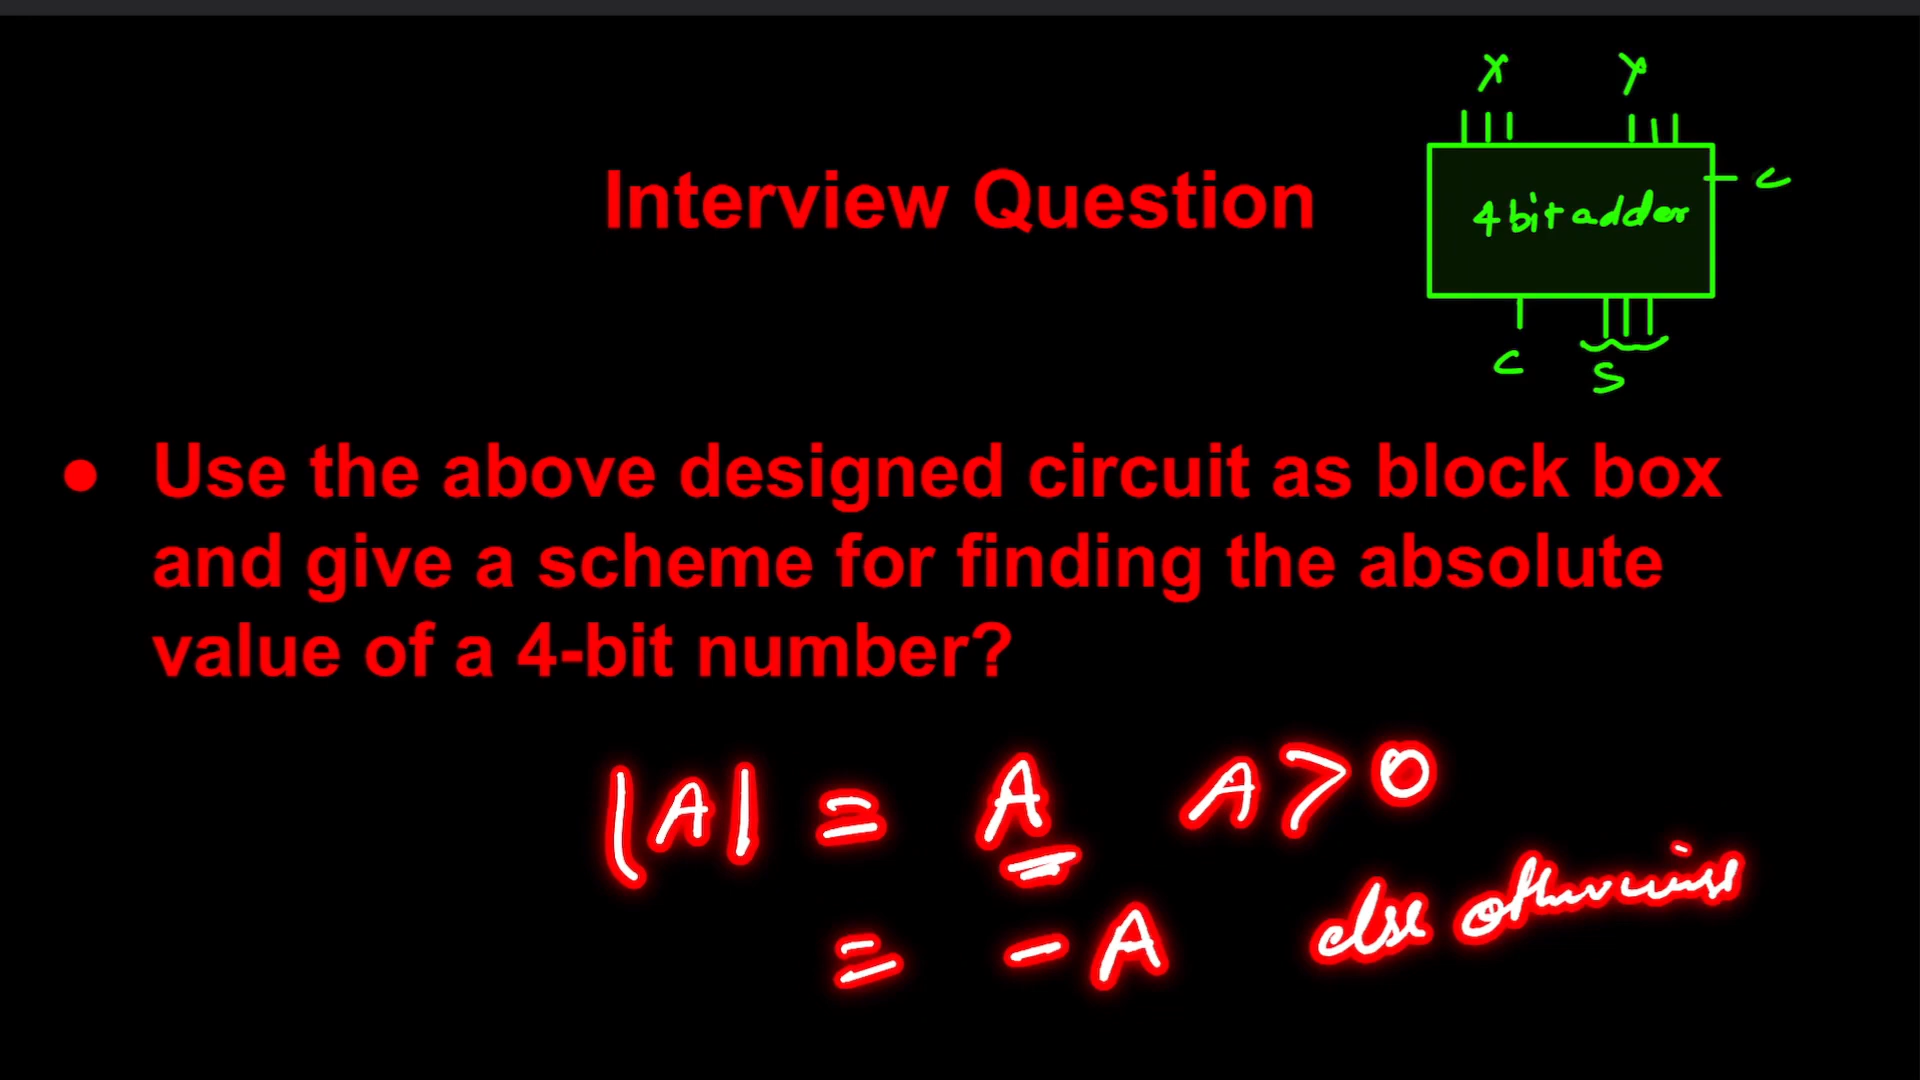 X Y
Interview Question
4 bit adder
C
C
S
● Use the above designed circuit as block box
and give a scheme for finding the absolute
value of a 4-bit number?
|A| = A A > 0
= - A else otherwise